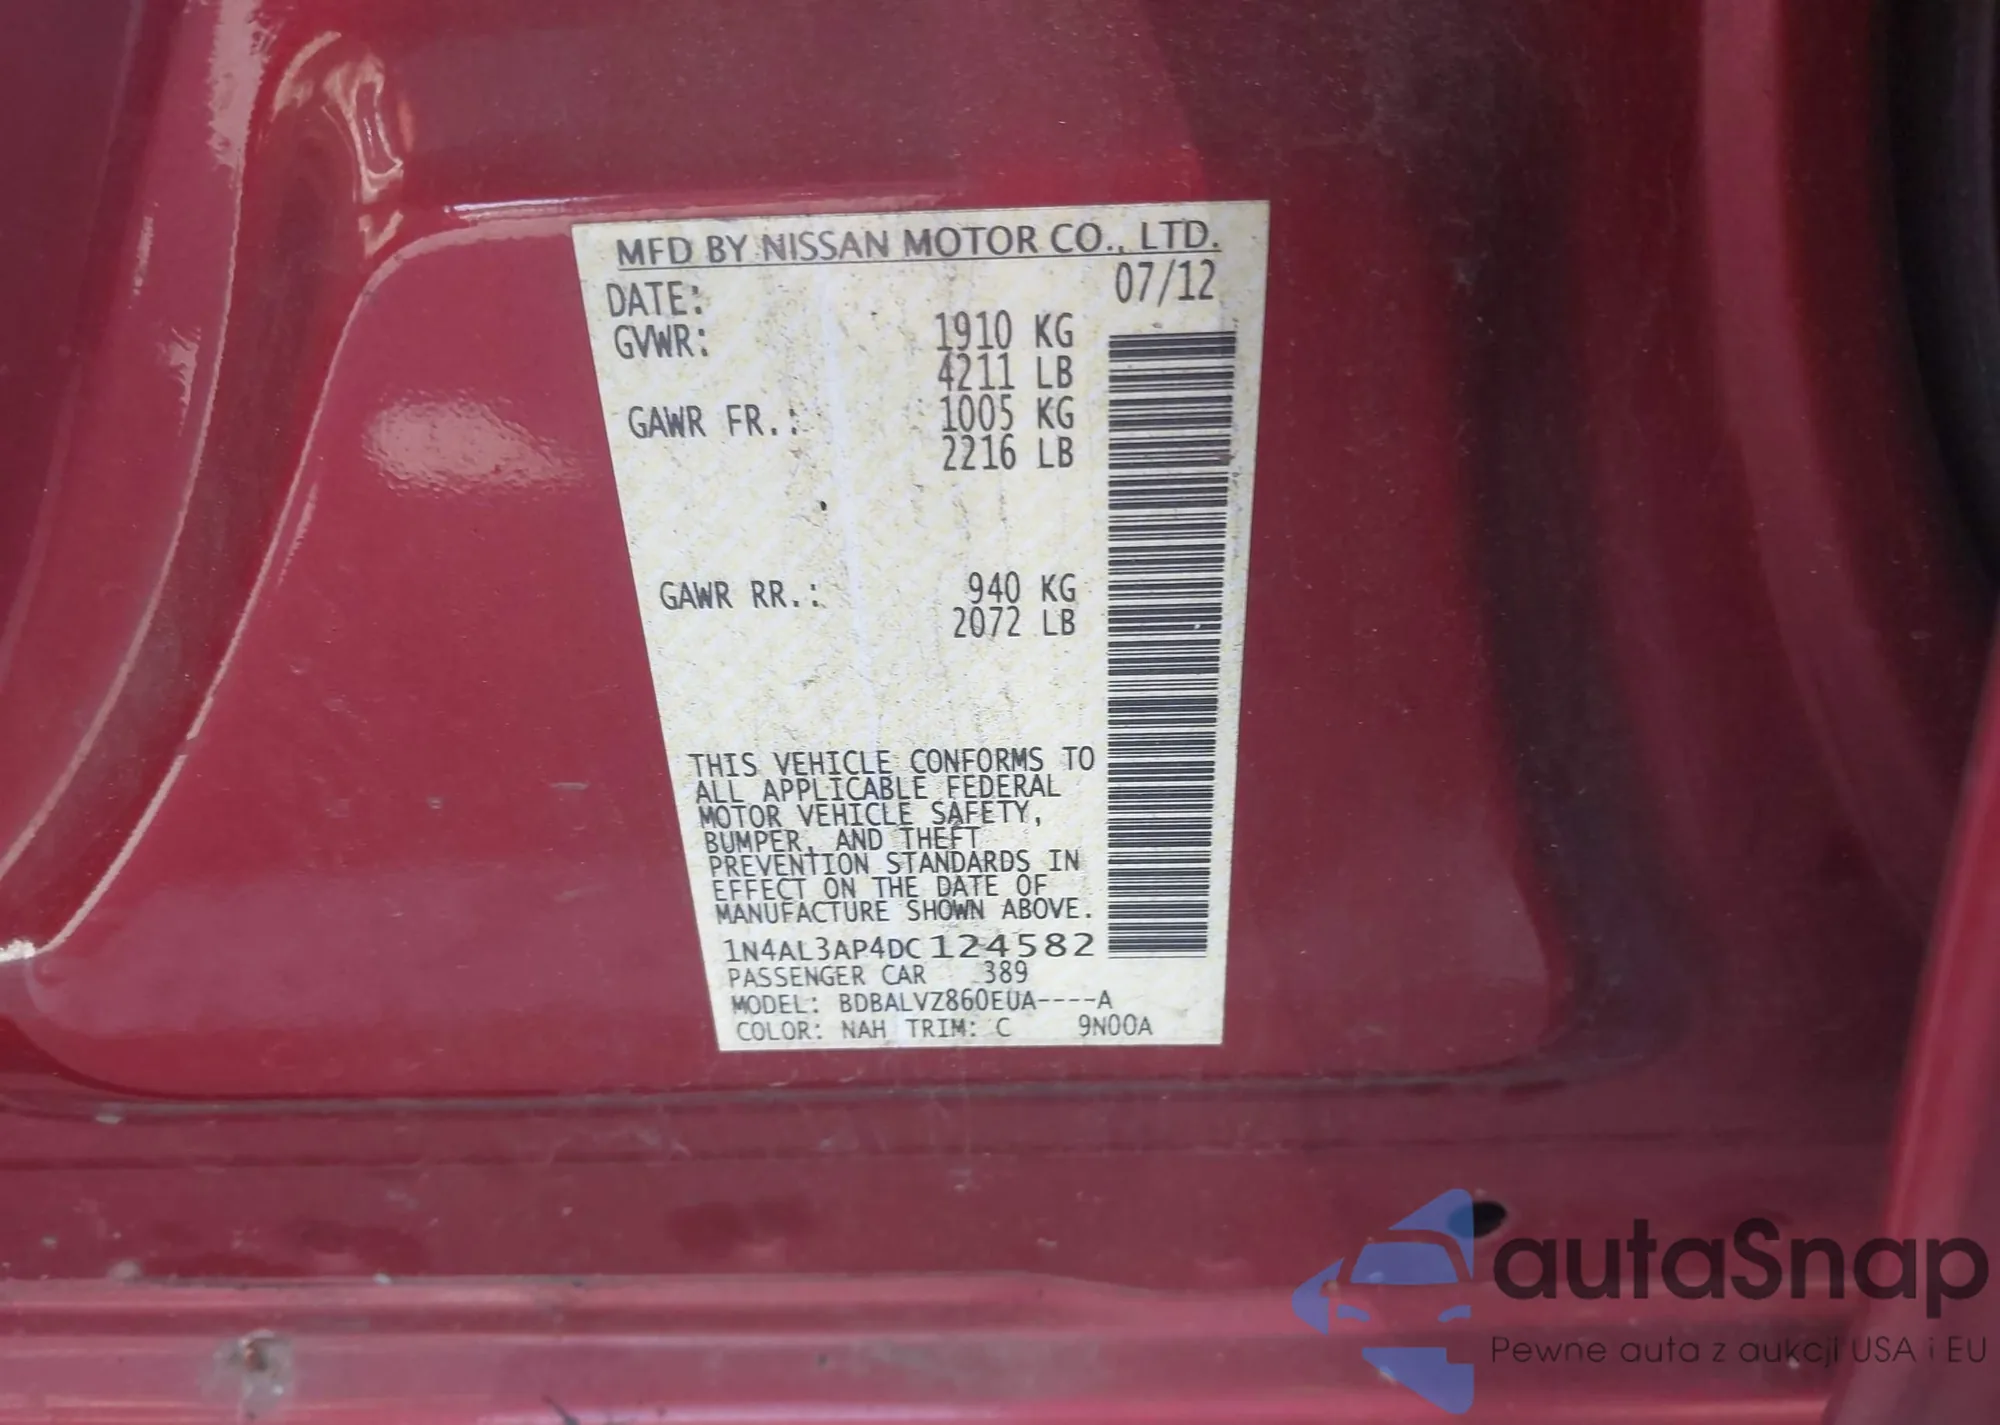 MFD BY NISSAN MOTOR CO., LTD.
DATE: 07/12
GVWR: 1910 KG
4211 LB
GAWR FR.: 1005 KG
2216 LB
GAWR RR.: 940 KG
2072 LB
THIS VEHICLE CONFORMS TO
ALL APPLICABLE FEDERAL
MOTOR VEHICLE SAFETY,
BUMPER, AND THEFT
PREVENTION STANDARDS IN
EFFECT ON THE DATE OF
MANUFACTURE SHOWN ABOVE.
1N4AL3AP4DC124582
PASSENGER CAR 389
MODEL: BDBALVZ860EUA----A
COLOR: NAH TRIM: C 9N00A
autaSnap
Pewne auta z aukcji USA i EU